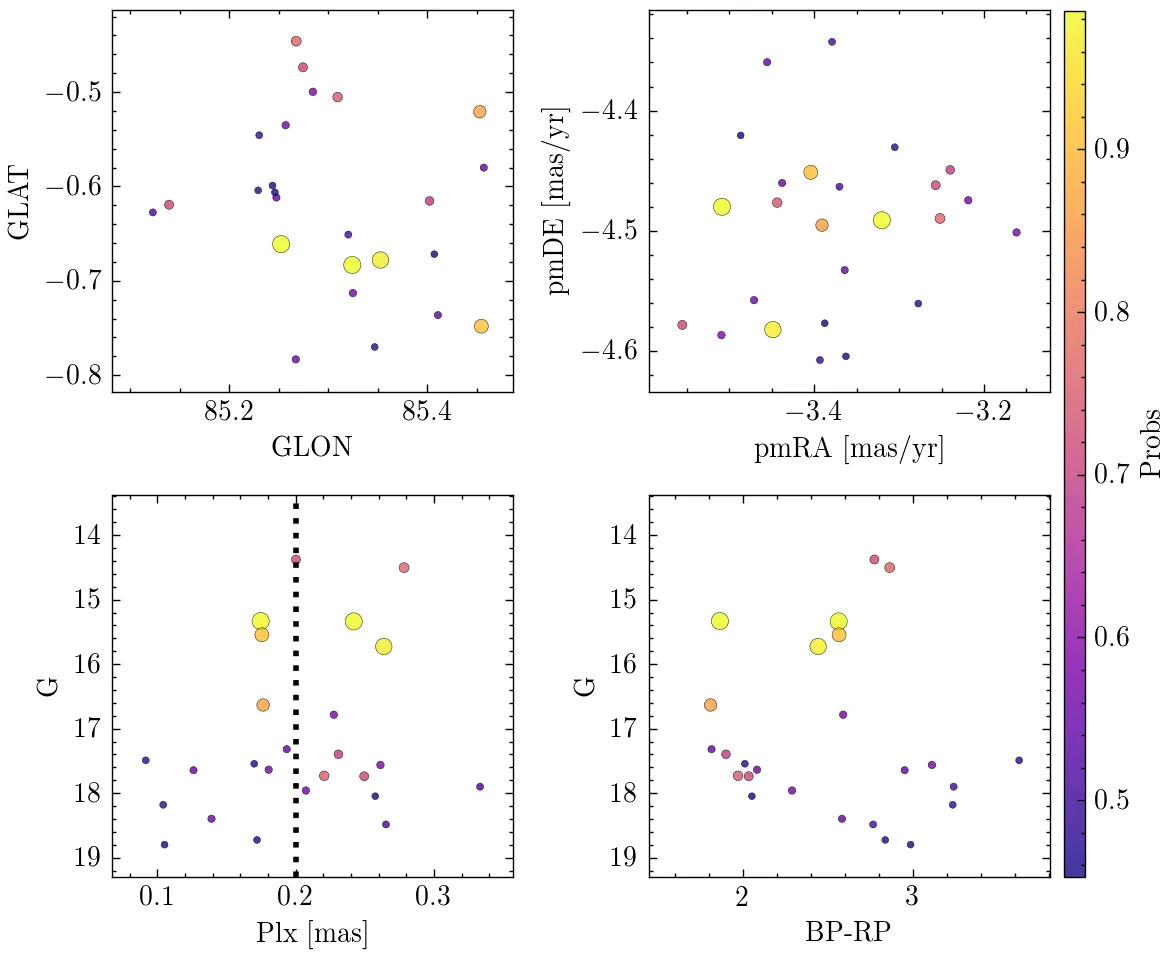 GLAT
−0.5
−0.6
−0.7
−0.8
85.2 85.4
GLON
pmDE [mas/yr]
−4.4
−4.5
−4.6
−3.4 −3.2
pmRA [mas/yr]
G
14
15
16
17
18
19
0.1 0.2 0.3
Plx [mas]
G
14
15
16
17
18
19
2 3
BP-RP
0.9
0.8
0.7
0.6
0.5
Probs